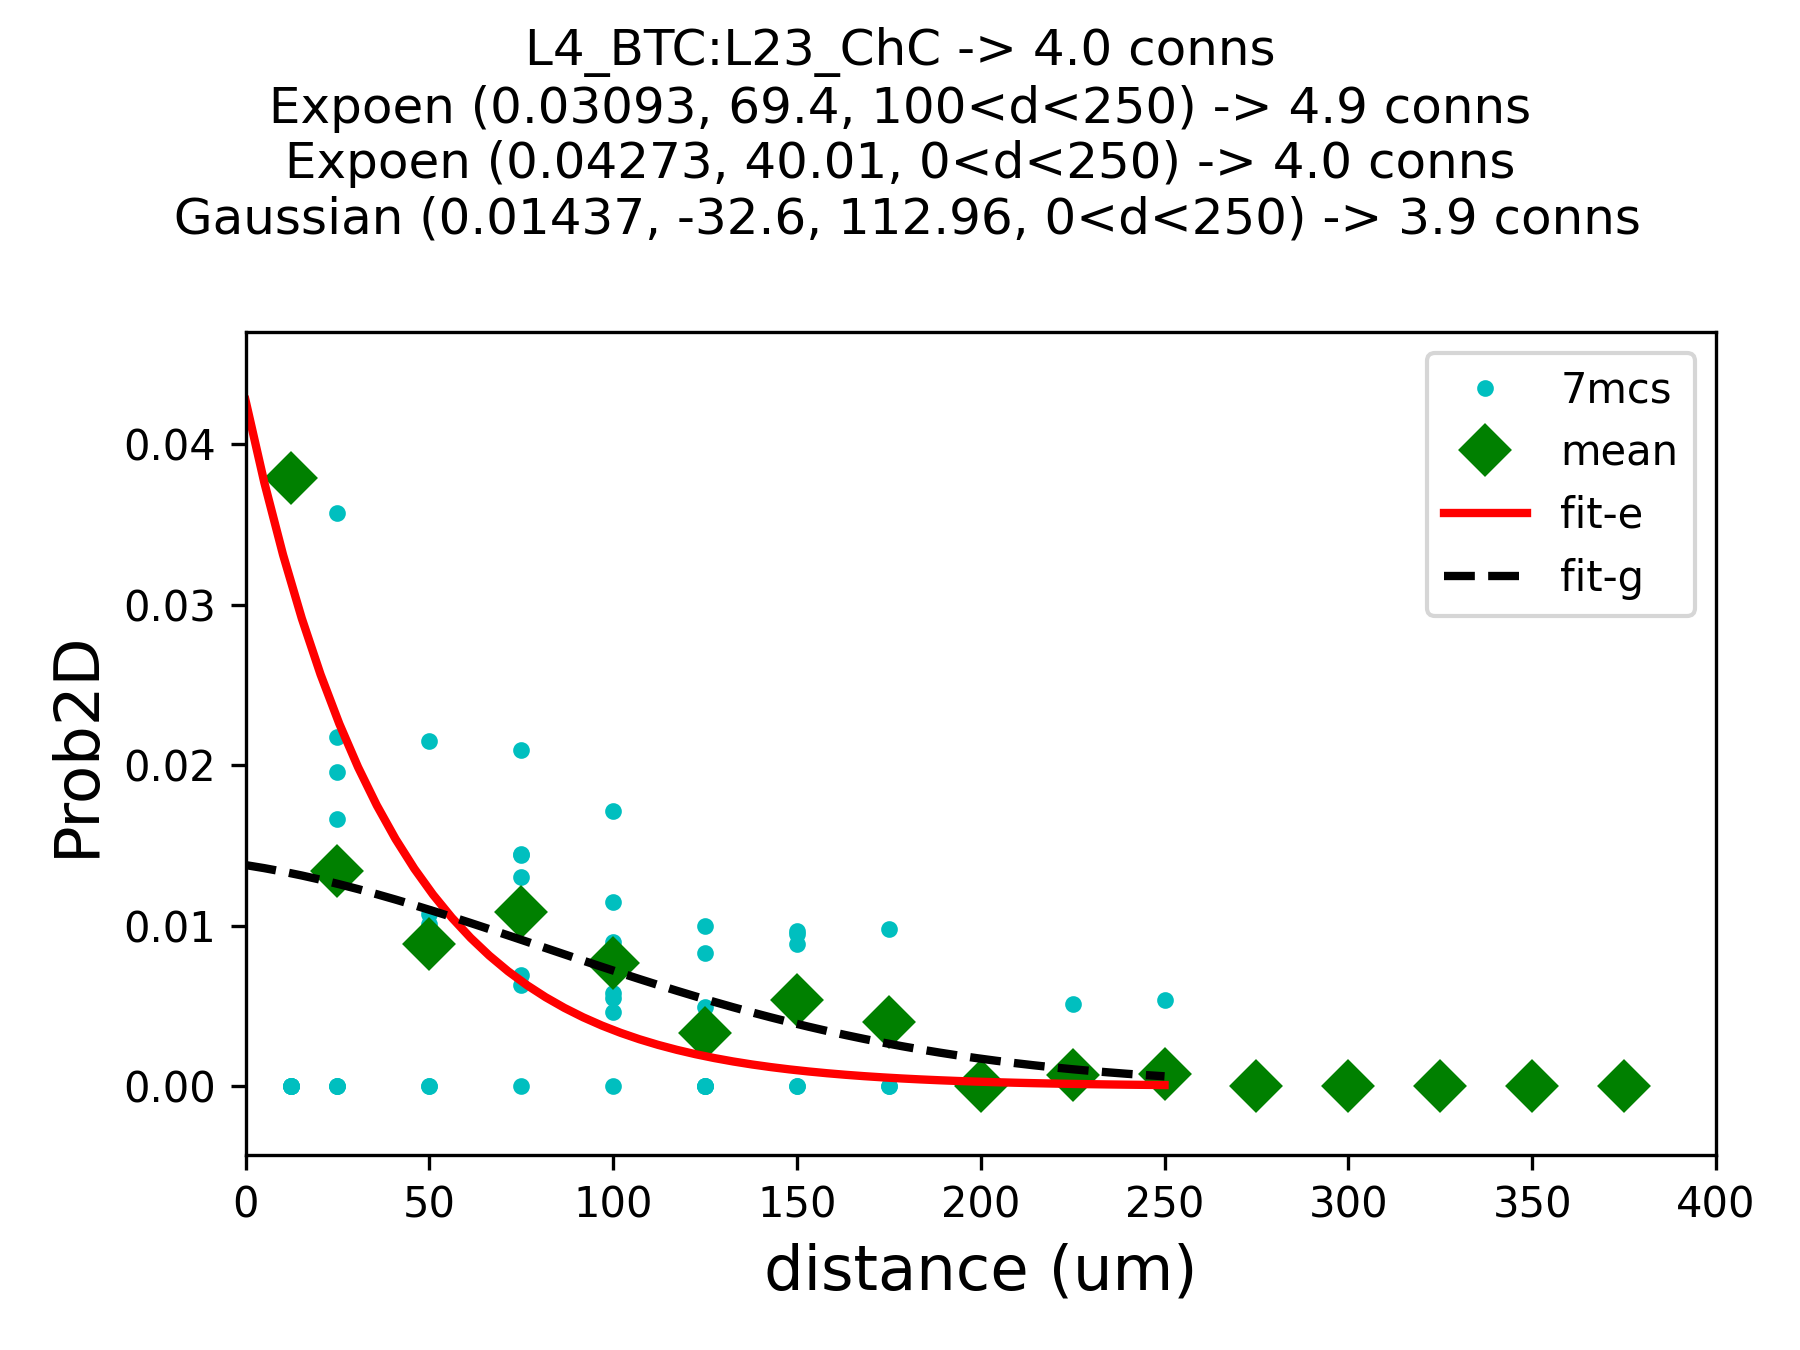 L4_BTC:L23_ChC -> 4.0 conns
Expoen (0.03093, 69.4, 100<d<250) -> 4.9 conns
Expoen (0.04273, 40.01, 0<d<250) -> 4.0 conns
Gaussian (0.01437, -32.6, 112.96, 0<d<250) -> 3.9 conns
7mcs
mean
fit-e
fit-g
Prob2D
0.04
0.03
0.02
0.01
0.00
0 50 100 150 200 250 300 350 400
distance (um)